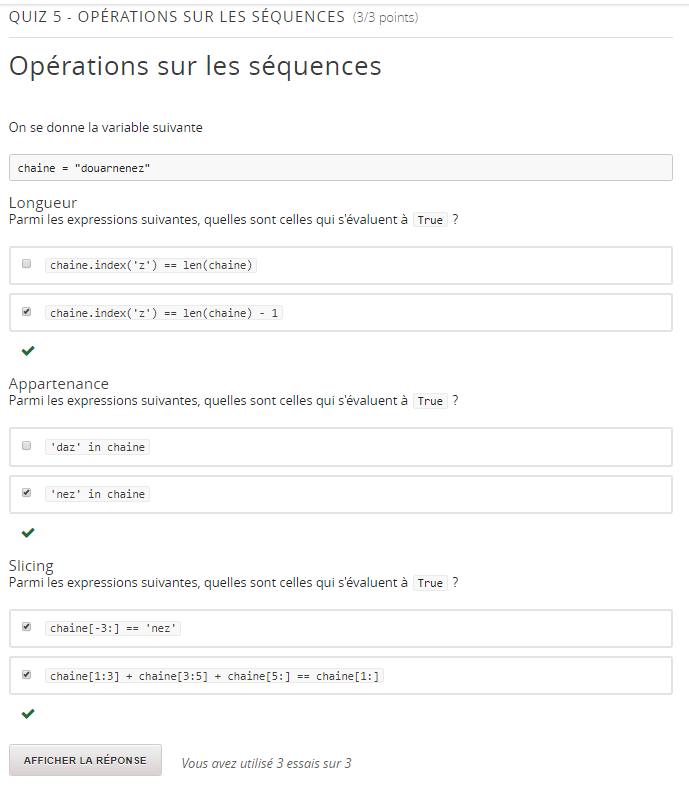 QUIZ 5 - OPÉRATIONS SUR LES SÉQUENCES (3/3 points)
Opérations sur les séquences
On se donne la variable suivante
chaine = "douarnenez"
Longueur
Parmi les expressions suivantes, quelles sont celles qui s'évaluent à True ?
chaine.index('z') == len(chaine)
chaine.index('z') == len(chaine) - 1
Appartenance
Parmi les expressions suivantes, quelles sont celles qui s'évaluent à True ?
'daz' in chaine
'nez' in chaine
Slicing
Parmi les expressions suivantes, quelles sont celles qui s'évaluent à True ?
chaine[-3:] == 'nez'
chaine[1:3] + chaine[3:5] + chaine[5:] == chaine[1:]
AFFICHER LA RÉPONSE Vous avez utilisé 3 essais sur 3